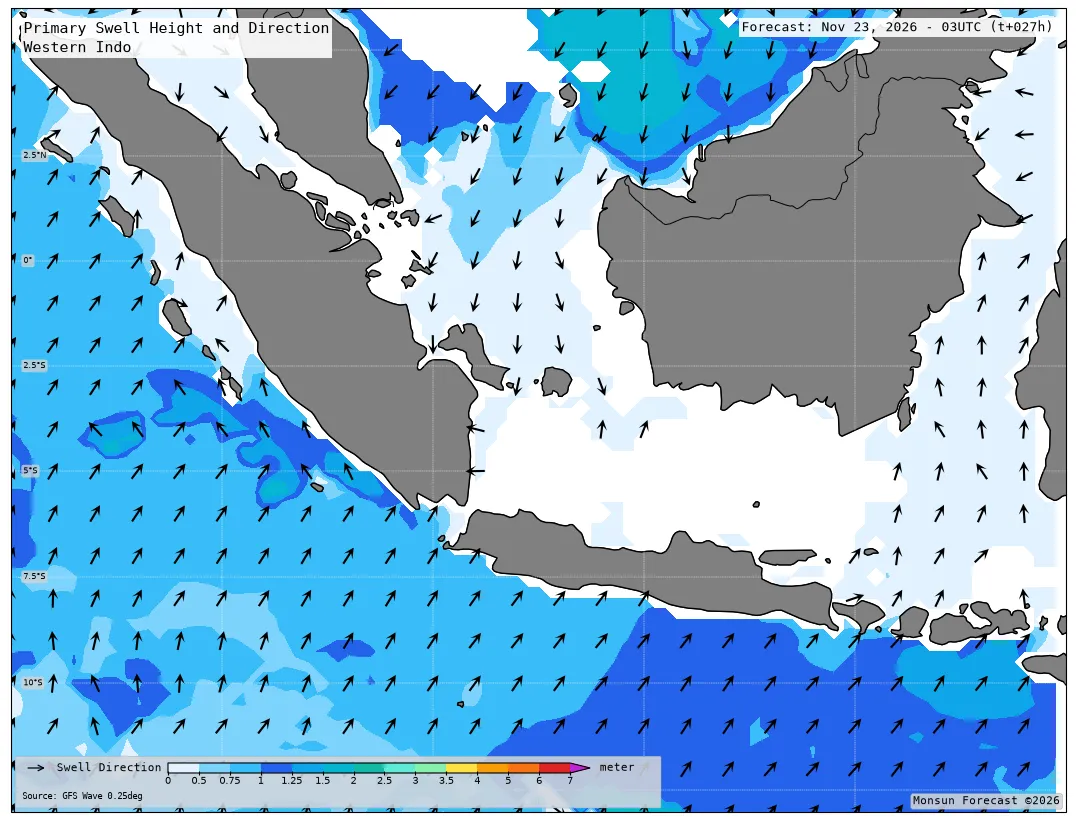 Primary Swell Height and Direction
Western Indo
Forecast: Nov 23, 2026 - 03UTC (t+027h)
2.5°N
0°
2.5°S
5°S
7.5°S
10°S
Swell Direction
meter
0 0.5 0.75 1 1.25 1.5 2 2.5 3 3.5 4 5 6 7
Source: GFS Wave 0.25deg
Monsun Forecast ©2026